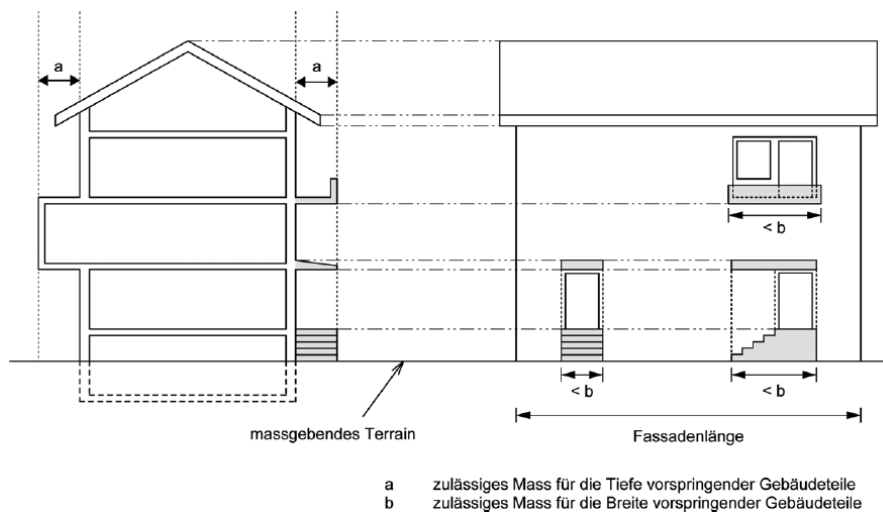 a
a
< b
< b
< b
massgebendes Terrain
Fassadenlänge
a zulässiges Mass für die Tiefe vorspringender Gebäudeteile
b zulässiges Mass für die Breite vorspringender Gebäudeteile